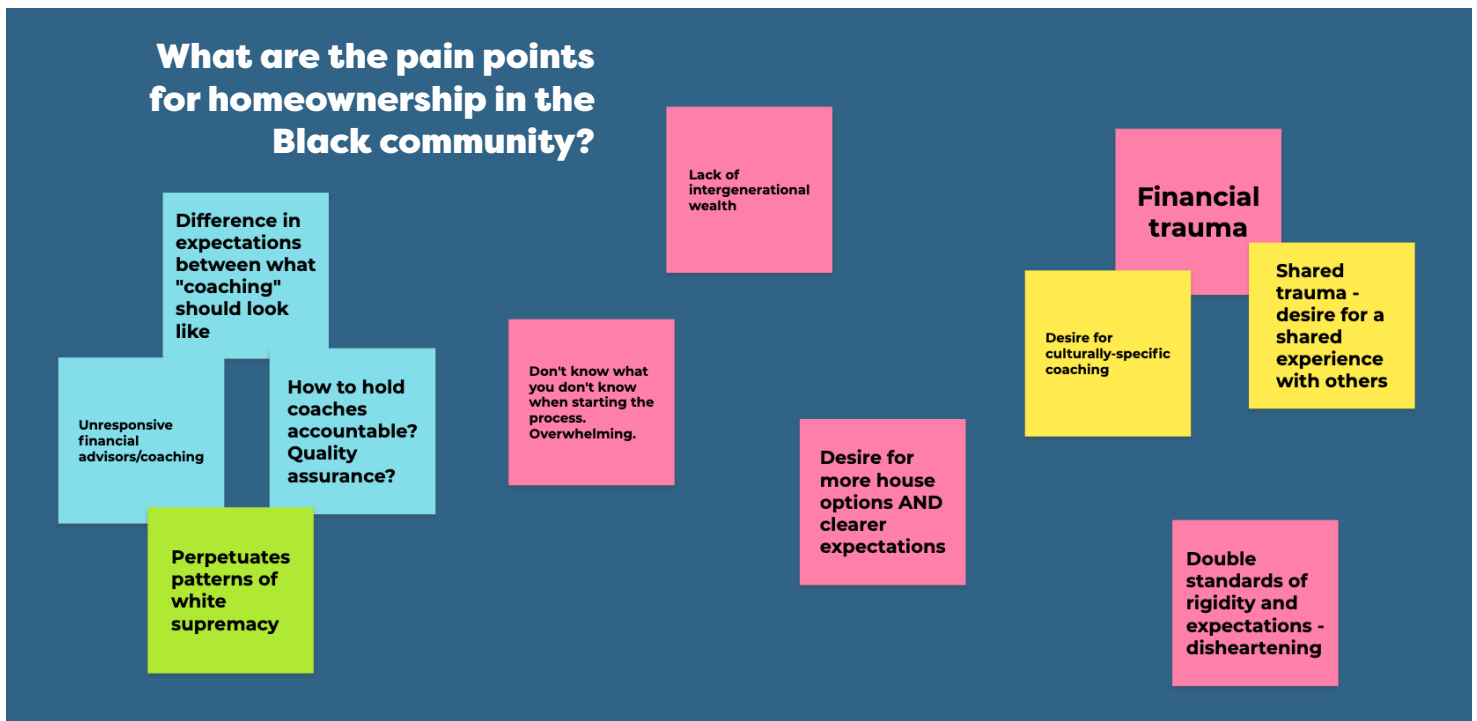 What are the pain points
for homeownership in the
Black community?
Difference in
expectations
between what
"coaching"
should look
like
Unresponsive
financial
advisors/coaching
How to hold
coaches
accountable?
Quality
assurance?
Perpetuates
patterns of
white
supremacy
Lack of
intergenerational
wealth
Don't know what
you don't know
when starting the
process.
Overwhelming.
Desire for
more house
options AND
clearer
expectations
Financial
trauma
Desire for
culturally-specific
coaching
Shared
trauma -
desire for a
shared
experience
with others
Double
standards of
rigidity and
expectations -
disheartening